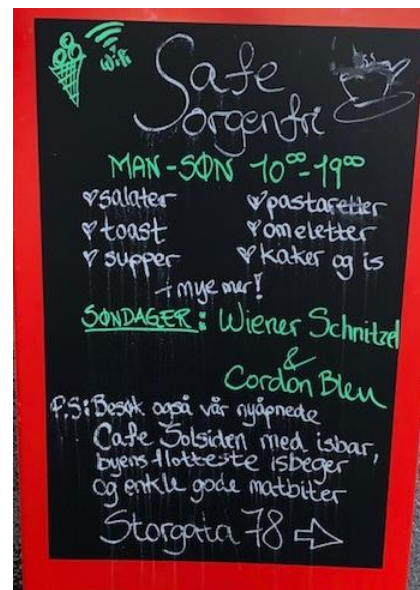 wifi
Safe
Sorgenfri
MAN-SØN 10⁰⁰-19⁰⁰
♥ salater ♥ pastaretter
♥ toast ♥ omeletter
♥ supper ♥ kaker og is
+ mye mer!
SØNDAGER: Wiener Schnitzel
&
Cordon Bleu
P.S: Besøk også vår nyåpnede
Cafe Solsiden med isbar,
byens flotteste isbeger
og enkle gode matbiter
Storgata 78 ⇨